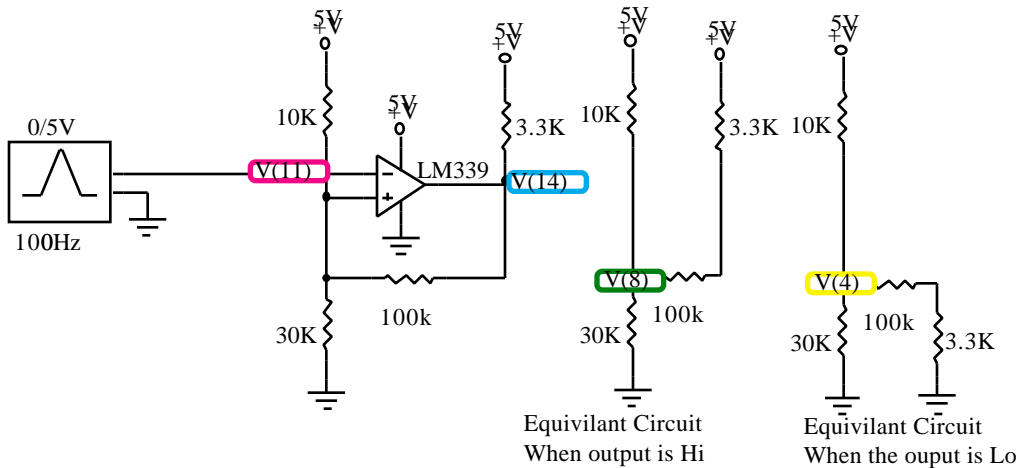 5V
+V
5V
+V
5V
+V
5V
+V
5V
+V
0/5V
10K
5V
+V
3.3K
10K
3.3K
10K
V(11)
LM339
V(14)
−
+
100Hz
V(8)
V(4)
100k
100k
100k
30K
30K
30K
3.3K
Equivilant Circuit
When output is Hi
Equivilant Circuit
When the ouput is Lo